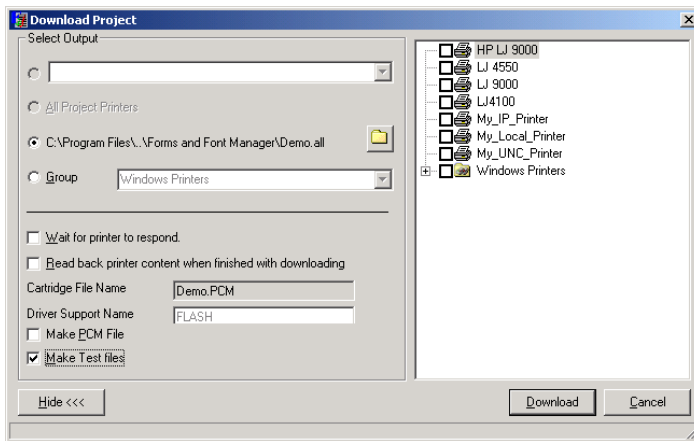 Download Project
Select Output
All Project Printers
C:\Program Files\..\Forms and Font Manager\Demo.all
Group
Windows Printers
Wait for printer to respond.
Read back printer content when finished with downloading
Cartridge File Name
Demo.PCM
Driver Support Name
FLASH
Make PCM File
Make Test files
HP LJ 9000
LJ 4550
LJ 9000
LJ4100
My_IP_Printer
My_Local_Printer
My_UNC_Printer
Windows Printers
Hide <<<
Download
Cancel